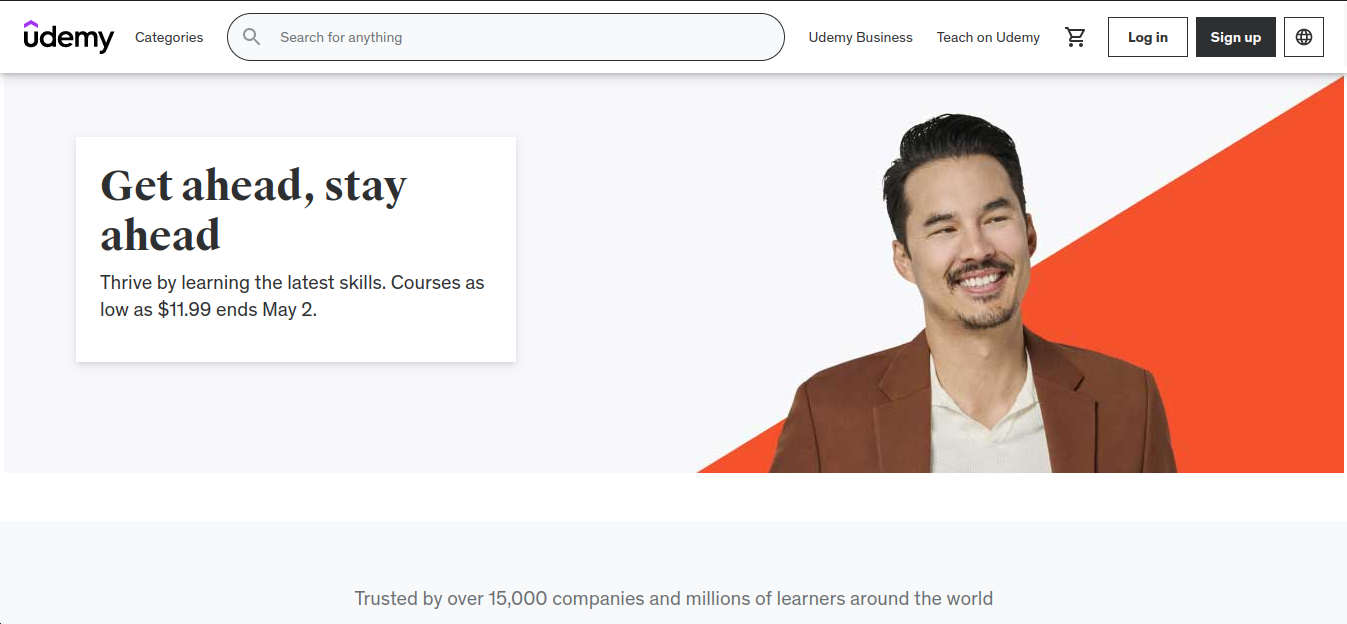 udemy
Categories
Search for anything
Udemy Business
Teach on Udemy
Log in
Sign up
Get ahead, stay
ahead
Thrive by learning the latest skills. Courses as
low as $11.99 ends May 2.
Trusted by over 15,000 companies and millions of learners around the world